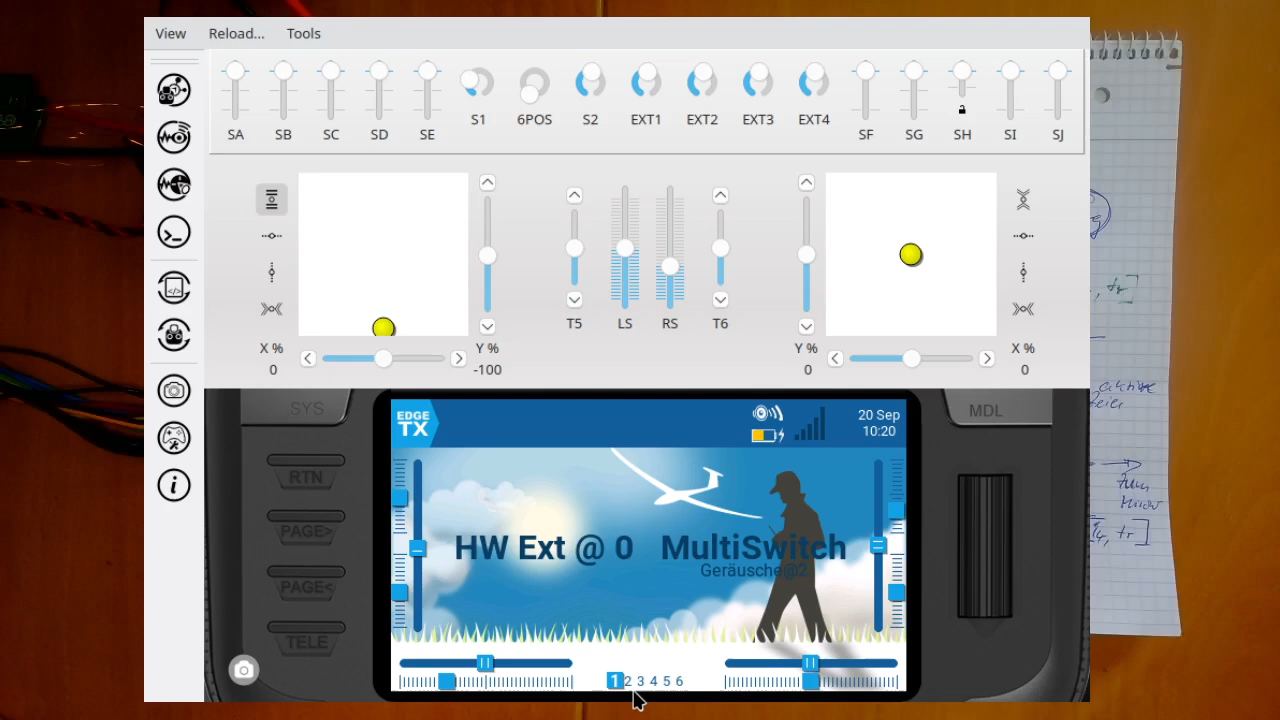 View Reload... Tools
SA SB SC SD SE S1 6POS S2 EXT1 EXT2 EXT3 EXT4 SF SG SH SI SJ
T5 LS RS T6
X % Y % Y % X %
0 -100 0 0
SYS MDL
EDGE
TX
20 Sep
10:20
RTN
PAGE>
PAGE<
TELE
HW Ext @ 0 MultiSwitch
Geräusche@2
1 2 3 4 5 6